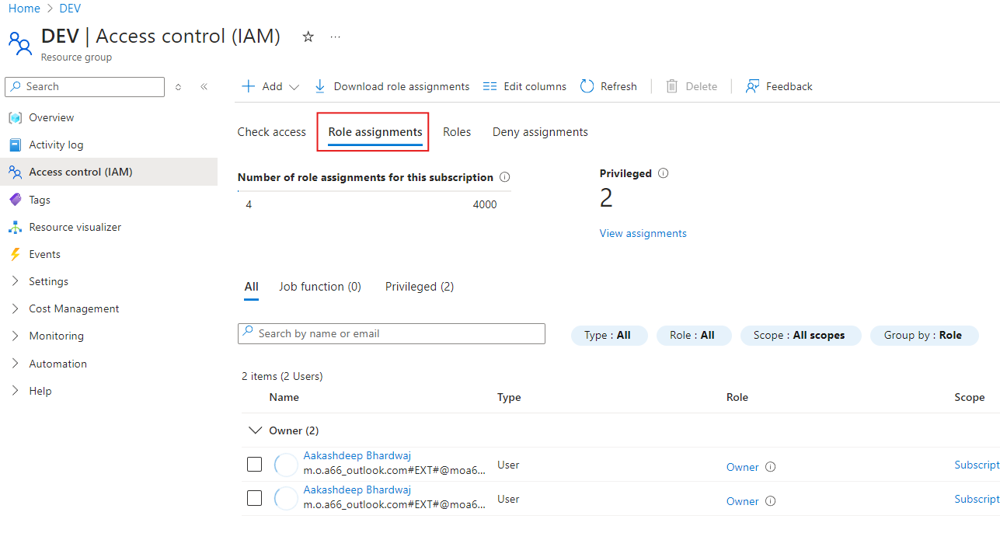 Home > DEV
DEV | Access control (IAM)
Resource group
Search
Overview
Activity log
Access control (IAM)
Tags
Resource visualizer
Events
Settings
Cost Management
Monitoring
Automation
Help
Add
Download role assignments
Edit columns
Refresh
Delete
Feedback
Check access
Role assignments
Roles
Deny assignments
Number of role assignments for this subscription
4
4000
Privileged
2
View assignments
All
Job function (0)
Privileged (2)
Search by name or email
Type : All
Role : All
Scope : All scopes
Group by : Role
2 items (2 Users)
Name
Type
Role
Scope
Owner (2)
Aakashdeep Bhardwaj
m.o.a66_outlook.com#EXT#@moa6...
User
Owner
Subscript
Aakashdeep Bhardwaj
m.o.a66_outlook.com#EXT#@moa6...
User
Owner
Subscript